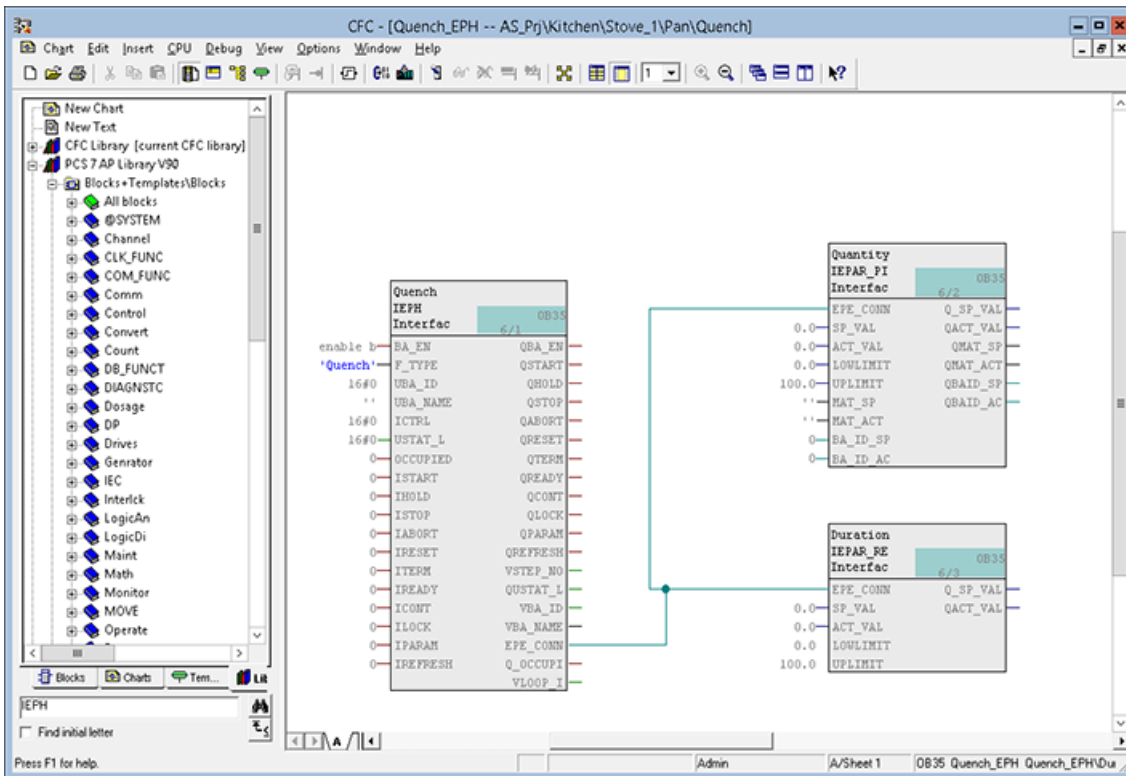 CFC - [Quench_EPH -- AS_Prj\Kitchen\Stove_1\Pan\Quench]
Chart Edit Insert CPU Debug View Options Window Help
1
New Chart
New Text
CFC Library [current CFC library]
PCS 7 AP Library V90
Blocks+Templates\Blocks
All blocks
@SYSTEM
Channel
CLK_FUNC
COM_FUNC
Comm
Control
Convert
Count
DB_FUNCT
DIAGNSTC
Dosage
DP
Drives
Genrator
IEC
Interlck
LogicAn
LogicDi
Maint
Math
Monitor
MOVE
Operate
Blocks Charts Tem... Lit
IEPH
Find initial letter
Quench
IEPH
Interfac
OB35
6/1
enable b BA_EN QBA_EN
'Quench' F_TYPE QSTART
16#0 UBA_ID QHOLD
'' UBA_NAME QSTOP
16#0 ICTRL QABORT
16#0 USTAT_L QRESET
0 OCCUPIED QTERM
0 ISTART QREADY
0 IHOLD QCONT
0 ISTOP QLOCK
0 IABORT QPARAM
0 IRESET QREFRESH
0 ITERM VSTEP_NO
0 IREADY QUSTAT_L
0 ICONT VBA_ID
0 ILOCK VBA_NAME
0 IPARAM EPE_CONN
0 IREFRESH Q_OCCUPI
VLOOP_I
Quantity
IEPAR_PI
Interfac
OB35
6/2
EPE_CONN Q_SP_VAL
0.0 SP_VAL QACT_VAL
0.0 ACT_VAL QMAT_SP
0.0 LOWLIMIT QMAT_ACT
100.0 UPLIMIT QBAID_SP
'' MAT_SP QBAID_AC
'' MAT_ACT
0 BA_ID_SP
0 BA_ID_AC
Duration
IEPAR_RE
Interfac
OB35
6/3
EPE_CONN Q_SP_VAL
0.0 SP_VAL QACT_VAL
0.0 ACT_VAL
0.0 LOWLIMIT
100.0 UPLIMIT
A
Press F1 for help. Admin A/Sheet 1 OB35 Quench_EPH Quench_EPH\Du